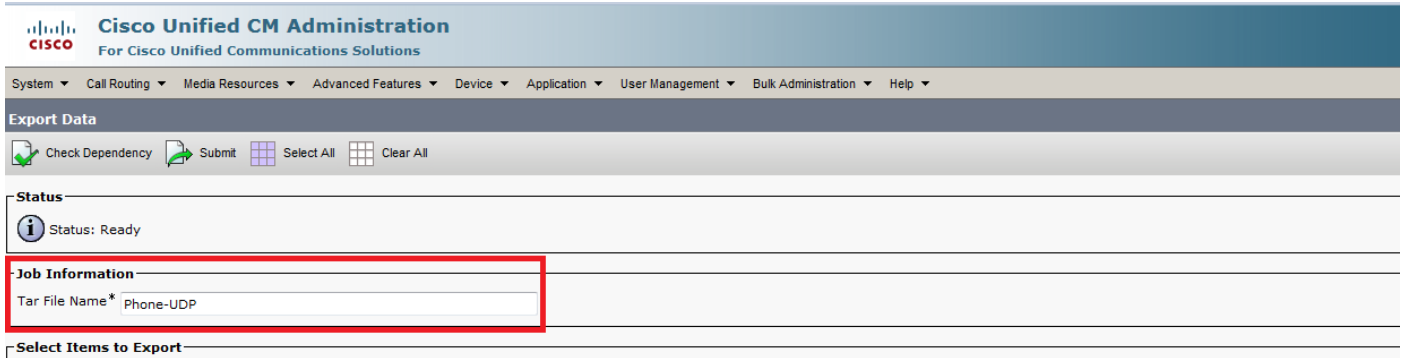 Cisco Unified CM Administration
CISCO
For Cisco Unified Communications Solutions
System Call Routing Media Resources Advanced Features Device Application User Management Bulk Administration Help
Export Data
Check Dependency Submit Select All Clear All
Status
i Status: Ready
Job Information
Tar File Name* Phone-UDP
Select Items to Export